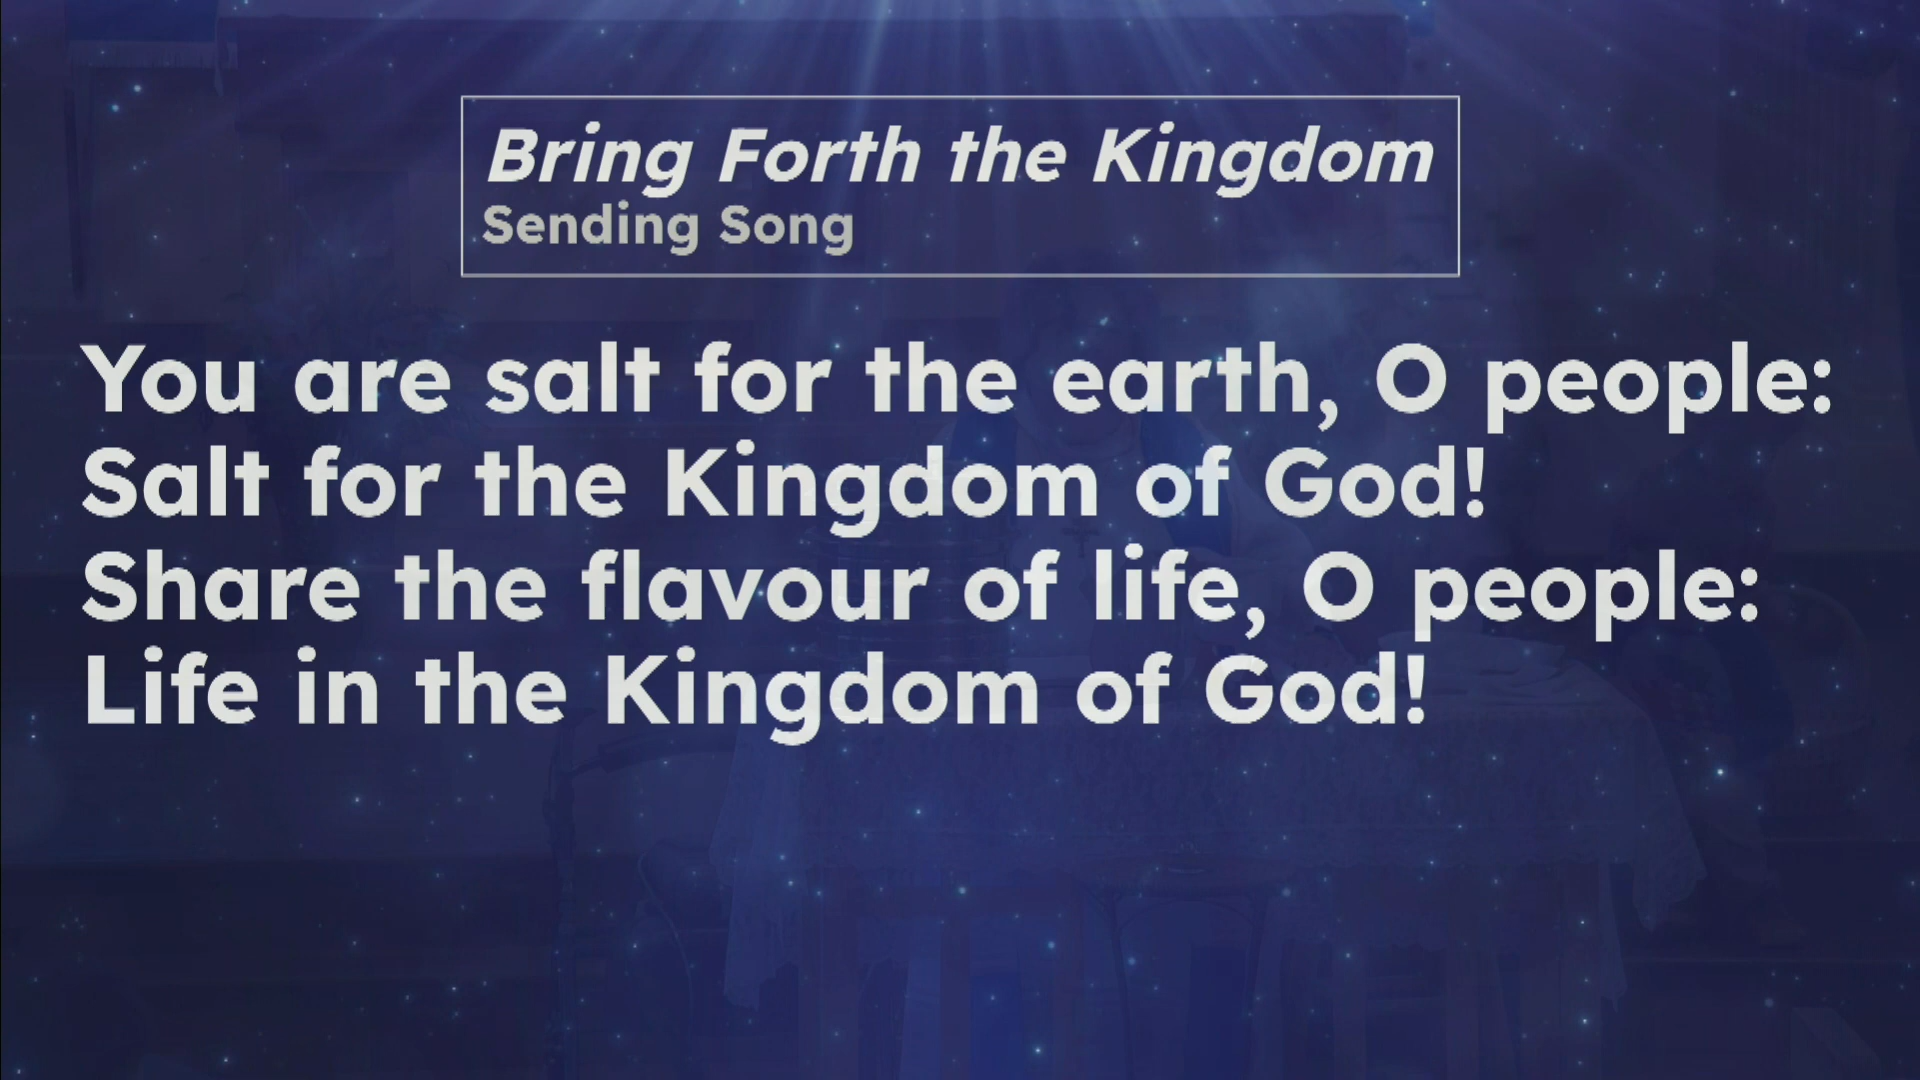 Bring Forth the Kingdom
Sending Song
You are salt for the earth, O people:
Salt for the Kingdom of God!
Share the flavour of life, O people:
Life in the Kingdom of God!